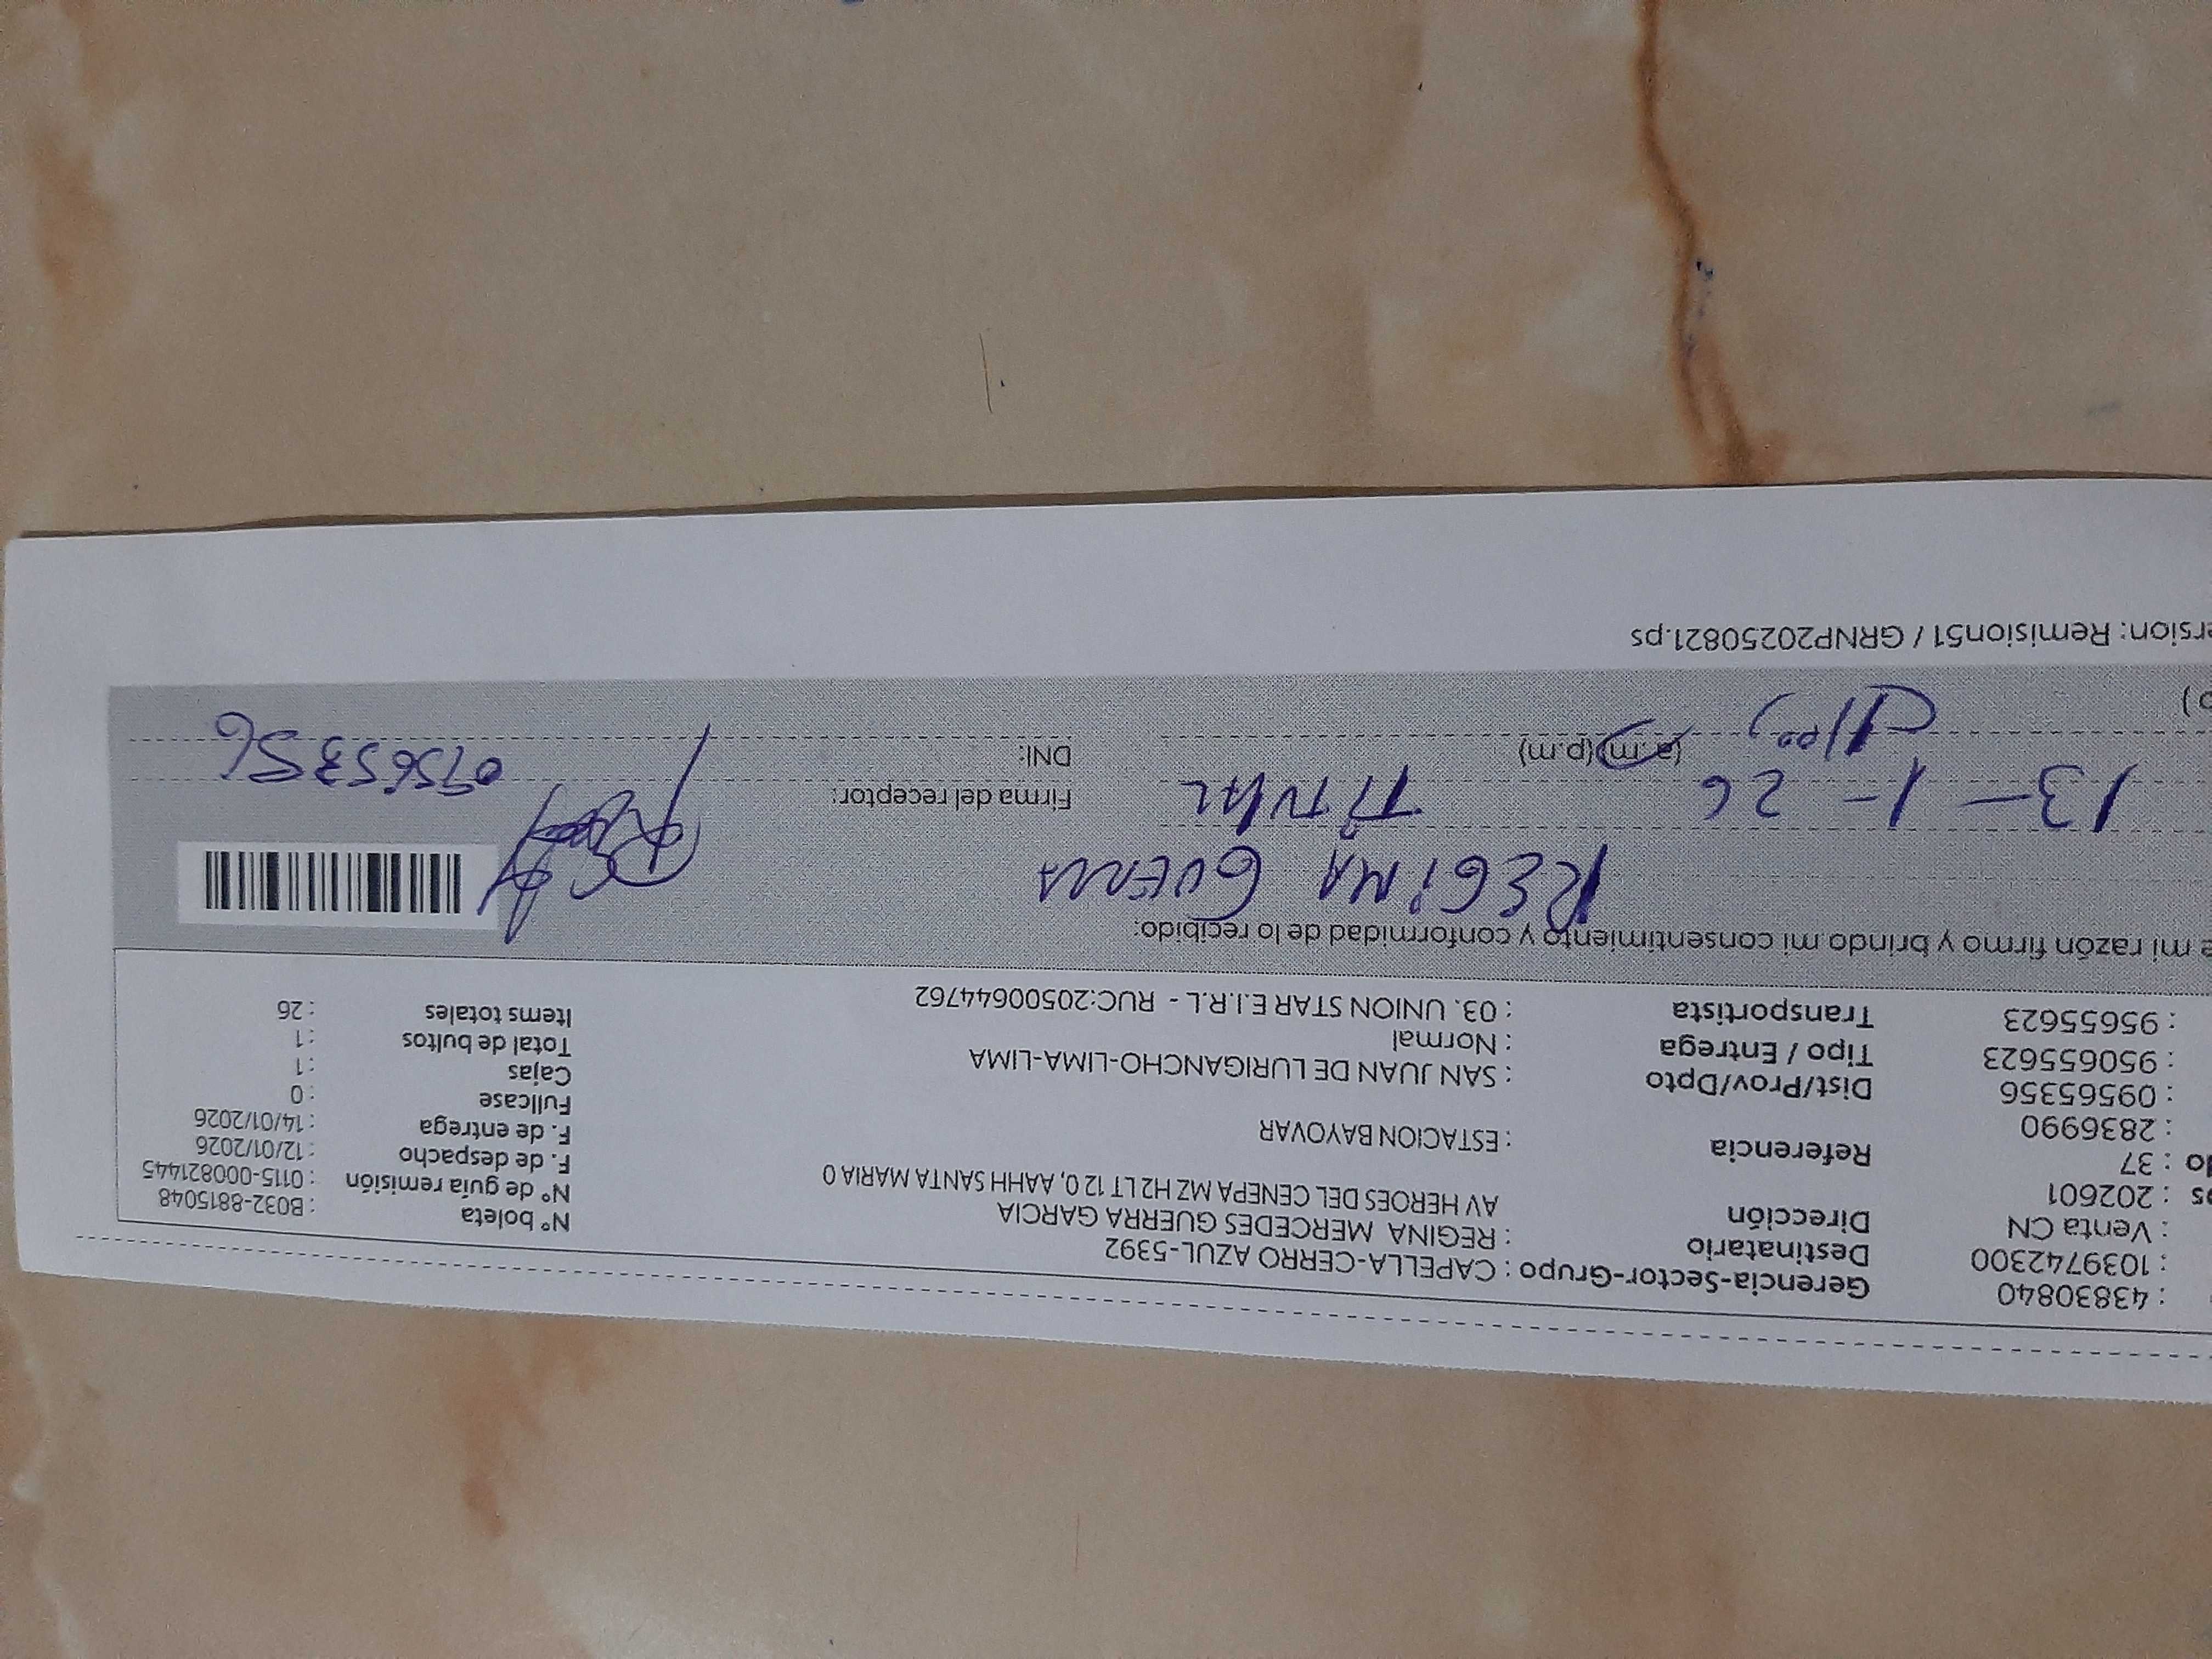 : 43830840 Gerencia-Sector-Grupo : CAPELLA-CERRO AZUL-5392
: 1039742300 Destinatario : REGINA MERCEDES GUERRA GARCIA Nº boleta : B032-8815048
: Venta CN Dirección AV HEROES DEL CENEPA MZ H2 LT 12 0, AAHH SANTA MARIA 0 Nº de guía remisión : 0115-000821445
: 202601 F. de despacho : 12/01/2026
: 37 Referencia : ESTACION BAYOVAR F. de entrega : 14/01/2026
: 2836990 Fullcase : 0
: 09565356 Dist/Prov/Dpto : SAN JUAN DE LURIGANCHO-LIMA-LIMA Cajas : 1
: 950655623 Tipo / Entrega : Normal Total de bultos : 1
: 95655623 Transportista : 03. UNION STAR E.I.R.L - RUC:20500644762 Items totales : 26
mi razón firmo y brindo mi consentimiento y conformidad de lo recibido:
REGINA GUERRA
13-1-26 TITULAR Firma del receptor:
(a.m)(p.m) DNI: 09565356
Remision51 / GRNP20250821.ps